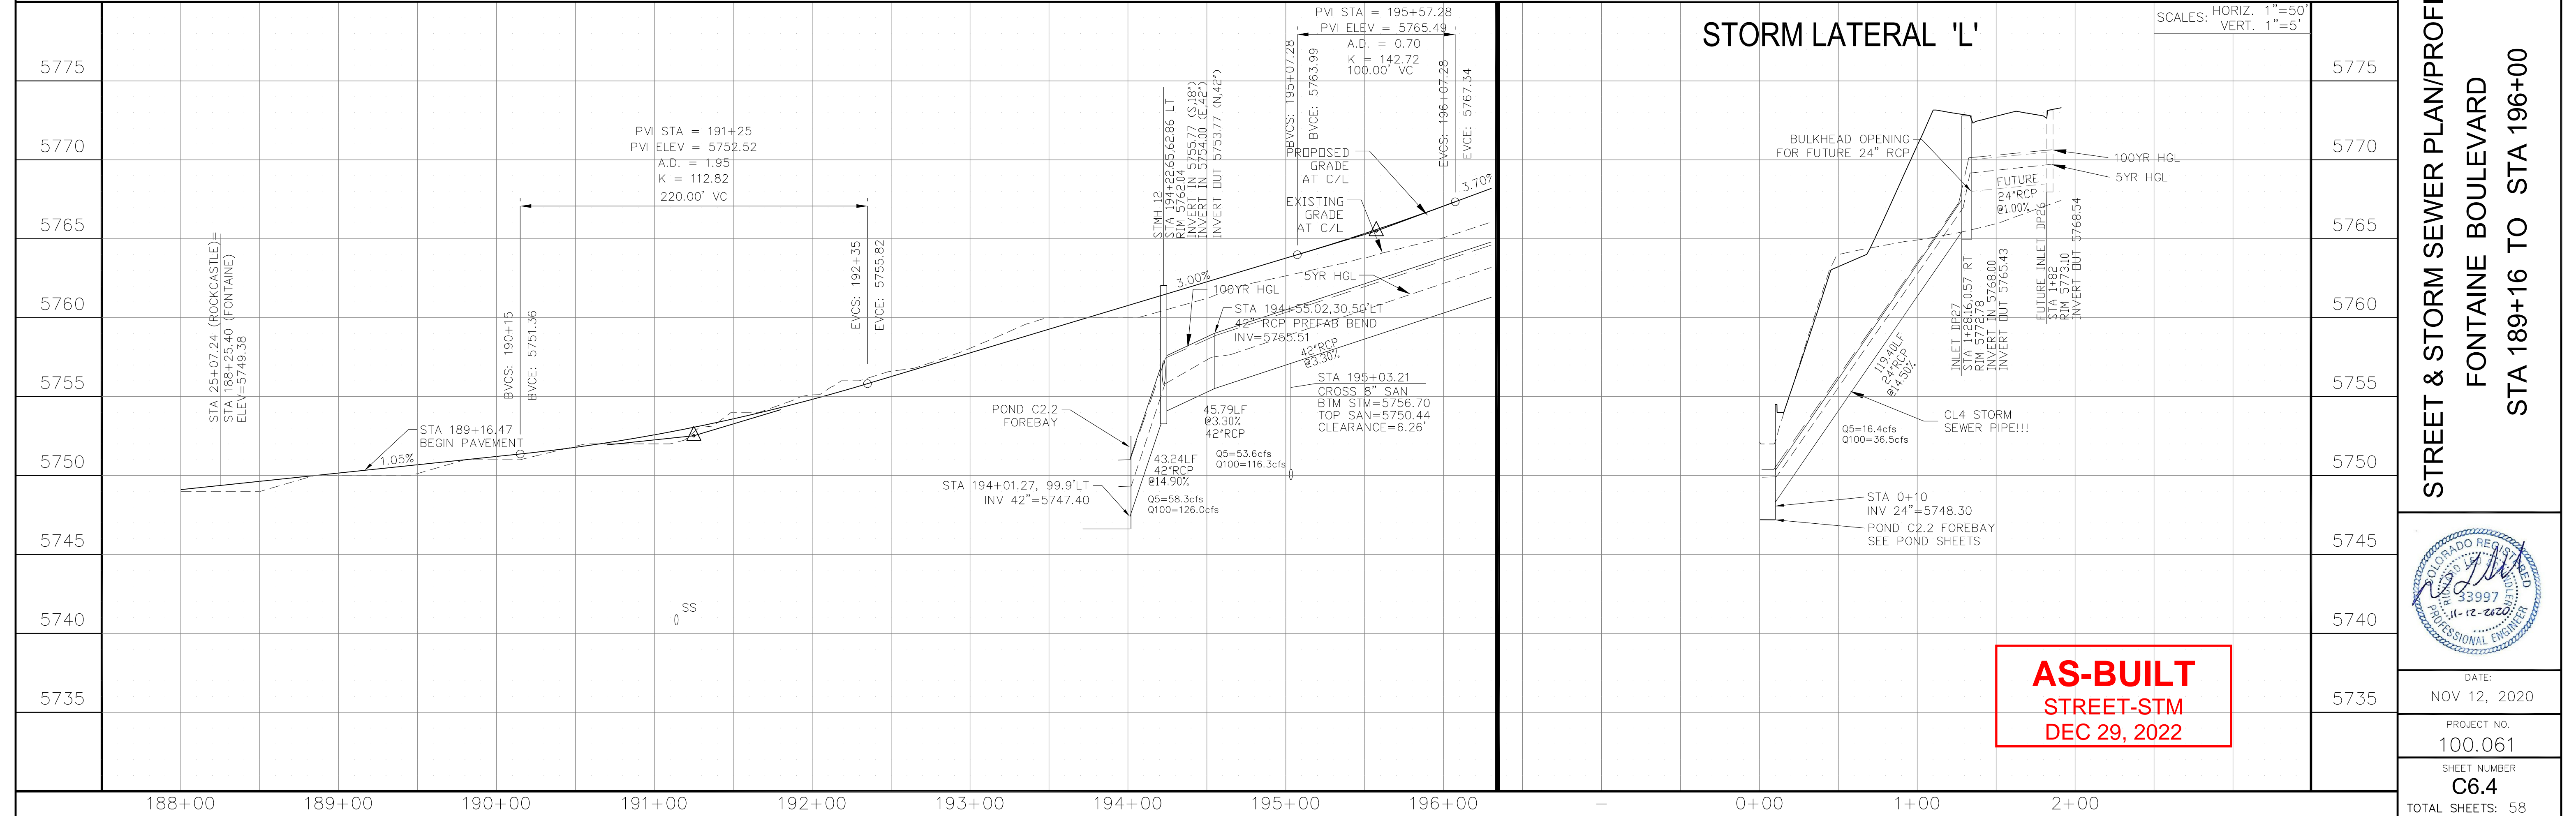 5775
5770
5765
5760
5755
5750
5745
5740
5735
188+00
189+00
190+00
191+00
192+00
193+00
194+00
195+00
196+00
STA 25+07.24 (ROCKCASTLE)=
STA 188+25.40 (FONTAINE)
ELEV=5749.38
STA 189+16.47
BEGIN PAVEMENT
1.05%
BVCS: 190+15
BVCE: 5751.36
PVI STA = 191+25
PVI ELEV = 5752.52
A.D. = 1.95
K = 112.82
220.00' VC
EVCS: 192+35
EVCE: 5755.82
SS
POND C2.2
FOREBAY
STA 194+01.27, 99.9'LT
INV 42"=5747.40
STMH 12
STA 194+22.65,62.86 LT
RIM 5762.04
INVERT IN 5755.77 (S,18")
INVERT IN 5754.00 (E,42")
INVERT OUT 5753.77 (N,42")
3.00%
43.24LF
42"RCP
@14.90%
Q5=58.3cfs
Q100=126.0cfs
45.79LF
@3.30%
42"RCP
Q5=53.6cfs
Q100=116.3cfs
100YR HGL
5YR HGL
STA 194+55.02,30.50'LT
42" RCP PREFAB BEND
INV=5755.51
42"RCP
@3.30%
STA 195+03.21
CROSS 8" SAN
BTM STM=5756.70
TOP SAN=5750.44
CLEARANCE=6.26'
PVI STA = 195+57.28
PVI ELEV = 5765.49
A.D. = 0.70
K = 142.72
100.00' VC
BVCS: 195+07.28
BVCE: 5763.99
EVCS: 196+07.28
EVCE: 5767.34
PROPOSED
GRADE
AT C/L
EXISTING
GRADE
AT C/L
3.70%
STORM LATERAL 'L'
SCALES: HORIZ. 1"=50'
VERT. 1"=5'
BULKHEAD OPENING
FOR FUTURE 24" RCP
100YR HGL
5YR HGL
FUTURE
24"RCP
@1.00%
INLET DP27
STA 1+28.16,0.57 RT
RIM 5772.78
INVERT IN 5768.00
INVERT OUT 5765.43
FUTURE INLET DP26
STA 1+82
RIM 5773.10
INVERT OUT 5768.54
119.40LF
24"RCP
@14.50%
Q5=16.4cfs
Q100=36.5cfs
CL4 STORM
SEWER PIPE!!!
STA 0+10
INV 24"=5748.30
POND C2.2 FOREBAY
SEE POND SHEETS
5775
5770
5765
5760
5755
5750
5745
5740
5735
-
0+00
1+00
2+00
AS-BUILT
STREET-STM
DEC 29, 2022
STREET & STORM SEWER PLAN/PROFI
FONTAINE BOULEVARD
STA 189+16 TO STA 196+00
COLORADO REGISTERED
33997
11-12-2020
PROFESSIONAL ENGINEER
DATE:
NOV 12, 2020
PROJECT NO.
100.061
SHEET NUMBER
C6.4
TOTAL SHEETS: 58